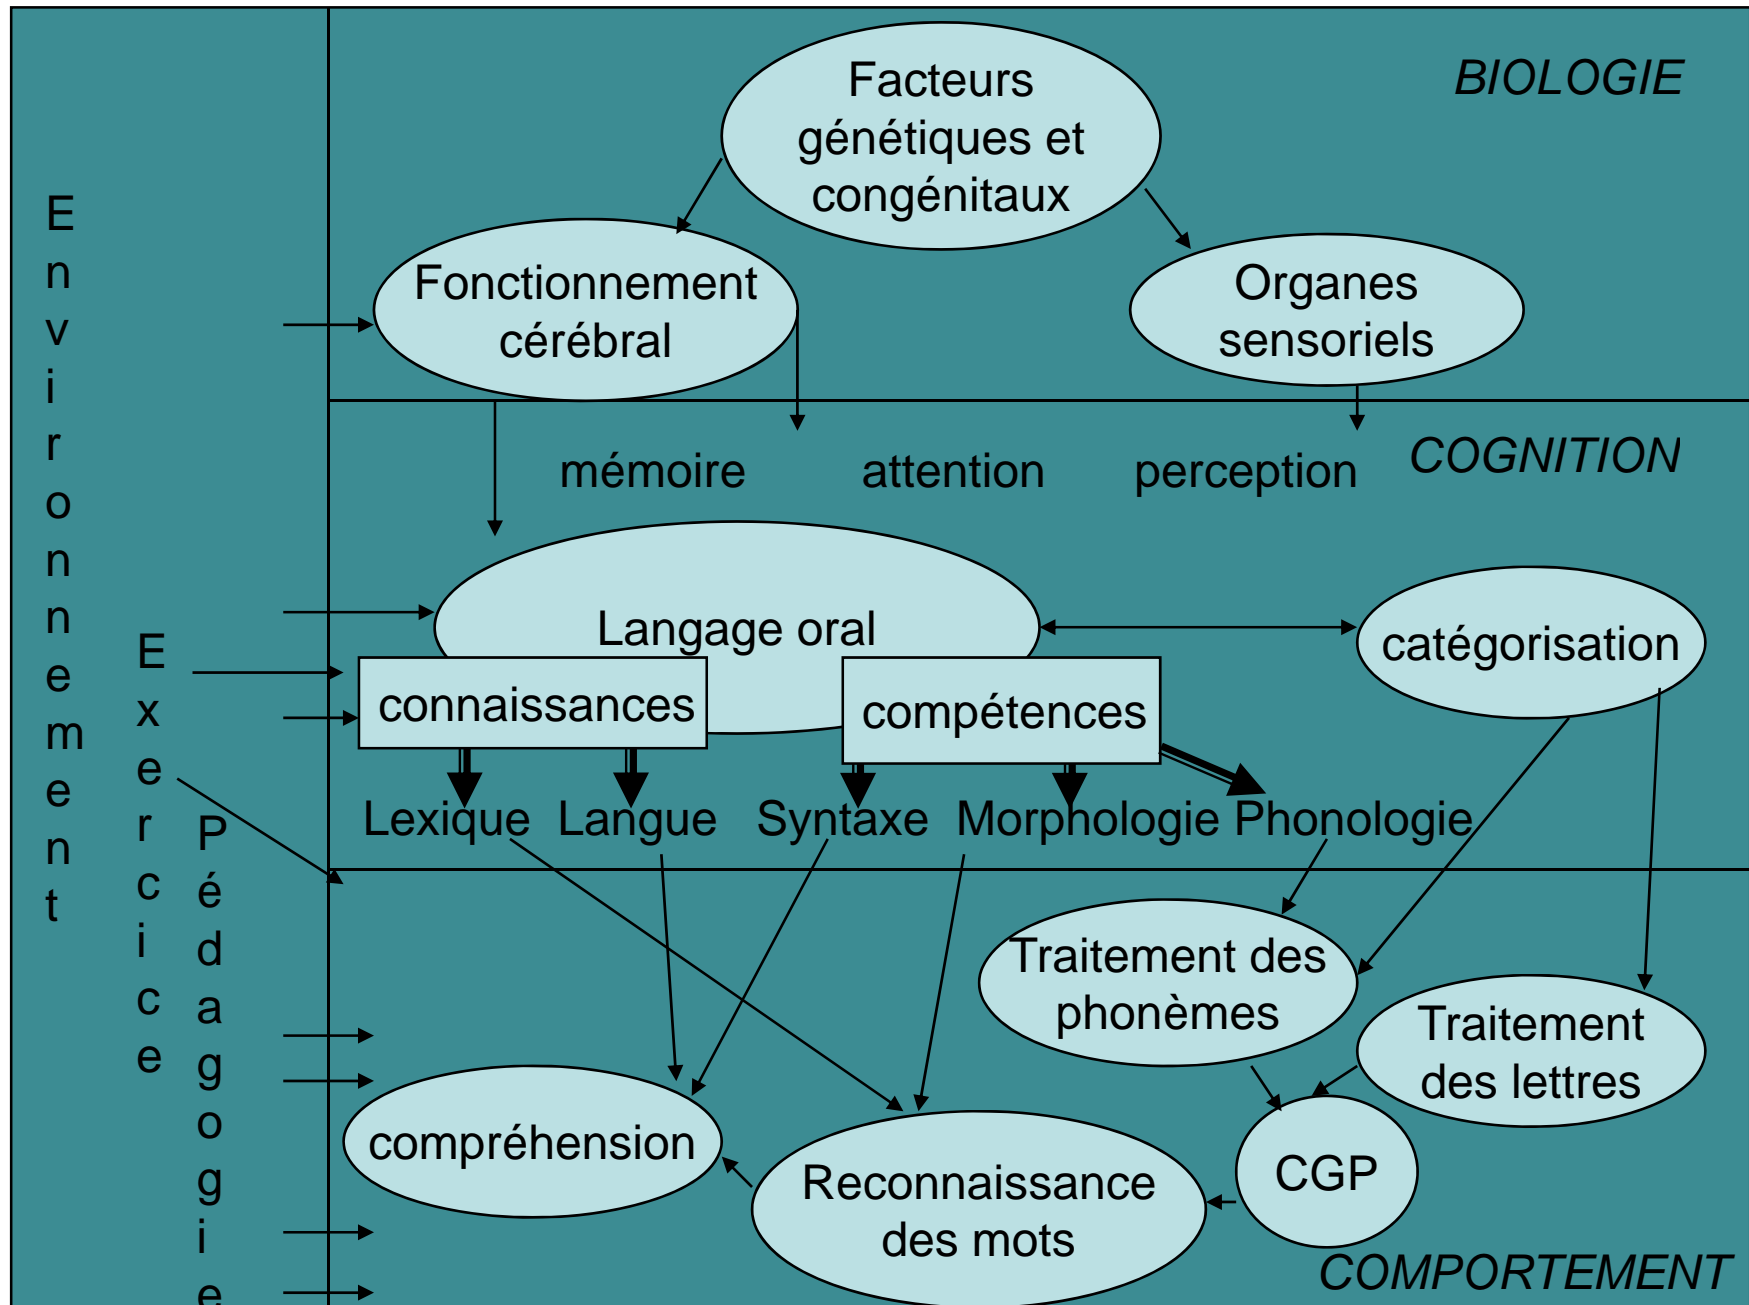 Environnement
Exercice
Pédagogie
BIOLOGIE
Facteurs
génétiques et
congénitaux
Fonctionnement
cérébral
Organes
sensoriels
COGNITION
mémoire attention perception
Langage oral
catégorisation
connaissances
compétences
Lexique Langue Syntaxe Morphologie Phonologie
Traitement des
phonèmes
Traitement
des lettres
compréhension
Reconnaissance
des mots
CGP
COMPORTEMENT